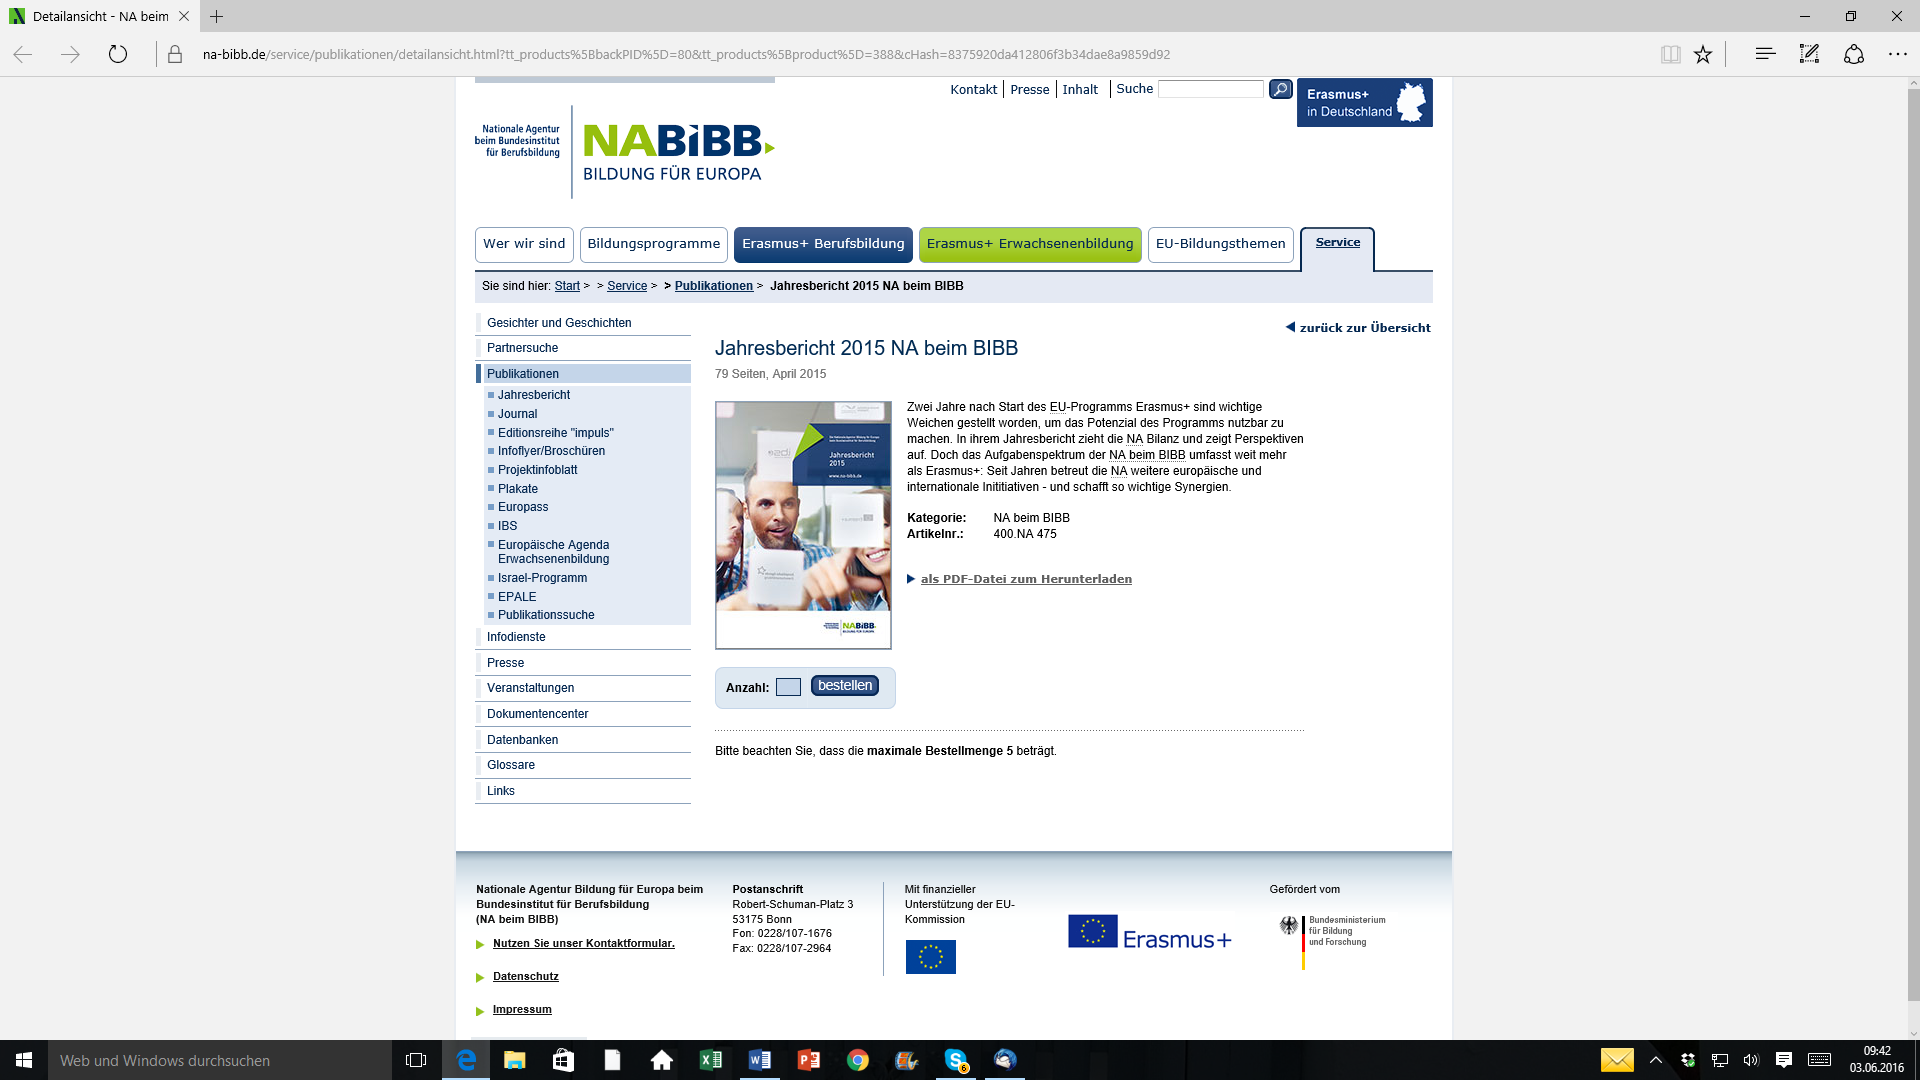 Detailansicht - NA beim
na-bibb.de/service/publikationen/detailansicht.html?tt_products%5BbackPID%5D=80&tt_products%5Bproduct%5D=388&cHash=8375920da412806f3b34dae8a9859d92
Kontakt Presse Inhalt Suche
Erasmus+
in Deutschland
Nationale Agentur
beim Bundesinstitut
für Berufsbildung
NABiBB
BILDUNG FÜR EUROPA
Wer wir sind Bildungsprogramme Erasmus+ Berufsbildung Erasmus+ Erwachsenenbildung EU-Bildungsthemen Service
Sie sind hier: Start > > Service > > Publikationen > Jahresbericht 2015 NA beim BIBB
Gesichter und Geschichten
Partnersuche
Publikationen
Jahresbericht
Journal
Editionsreihe "impuls"
Infoflyer/Broschüren
Projektinfoblatt
Plakate
Europass
IBS
Europäische Agenda
Erwachsenenbildung
Israel-Programm
EPALE
Publikationssuche
Infodienste
Presse
Veranstaltungen
Dokumentencenter
Datenbanken
Glossare
Links
zurück zur Übersicht
Jahresbericht 2015 NA beim BIBB
79 Seiten, April 2015
Jahresbericht
2015
www.na-bibb.de
NABiBB
BILDUNG FÜR EUROPA
Zwei Jahre nach Start des EU-Programms Erasmus+ sind wichtige
Weichen gestellt worden, um das Potenzial des Programms nutzbar zu
machen. In ihrem Jahresbericht zieht die NA Bilanz und zeigt Perspektiven
auf. Doch das Aufgabenspektrum der NA beim BIBB umfasst weit mehr
als Erasmus+: Seit Jahren betreut die NA weitere europäische und
internationale Inititiativen - und schafft so wichtige Synergien.
Kategorie: NA beim BIBB
Artikelnr.: 400.NA 475
als PDF-Datei zum Herunterladen
Anzahl: bestellen
Bitte beachten Sie, dass die maximale Bestellmenge 5 beträgt.
Nationale Agentur Bildung für Europa beim
Bundesinstitut für Berufsbildung
(NA beim BIBB)
Nutzen Sie unser Kontaktformular.
Datenschutz
Impressum
Postanschrift
Robert-Schuman-Platz 3
53175 Bonn
Fon: 0228/107-1676
Fax: 0228/107-2964
Mit finanzieller
Unterstützung der EU-
Kommission
Erasmus+
Gefördert vom
Bundesministerium
für Bildung
und Forschung
Web und Windows durchsuchen
6
09:42
03.06.2016